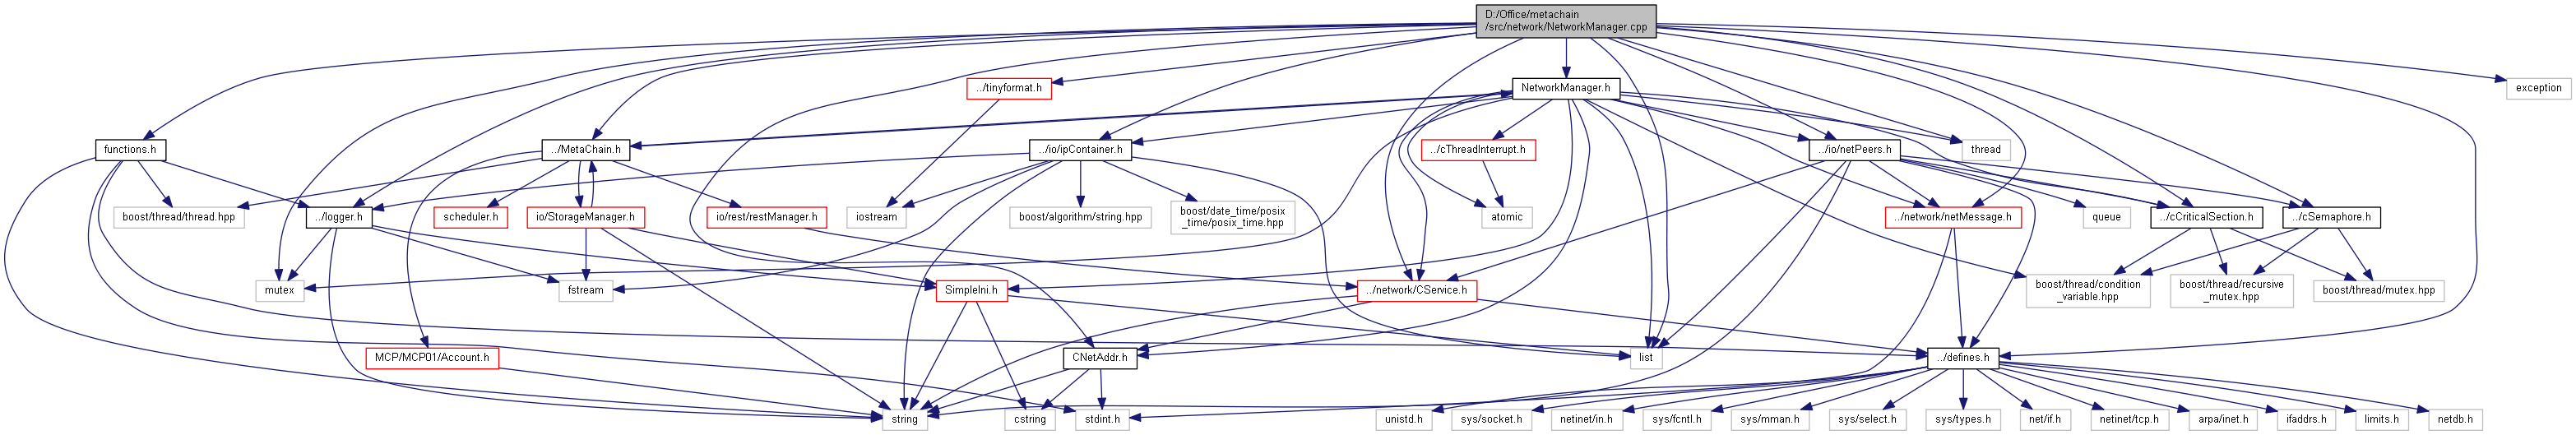 D:/Office/metachain
/src/network/NetworkManager.cpp
../tinyformat.h
NetworkManager.h
exception
functions.h
../MetaChain.h
../io/ipContainer.h
../cThreadInterrupt.h
../io/netPeers.h
thread
boost/thread/thread.hpp
../logger.h
scheduler.h
io/StorageManager.h
io/rest/restManager.h
iostream
boost/algorithm/string.hpp
boost/date_time/posix
_time/posix_time.hpp
atomic
../network/netMessage.h
queue
../cCriticalSection.h
../cSemaphore.h
mutex
fstream
SimpleIni.h
../network/CService.h
boost/thread/condition
_variable.hpp
boost/thread/recursive
_mutex.hpp
boost/thread/mutex.hpp
MCP/MCP01/Account.h
CNetAddr.h
list
../defines.h
string
cstring
stdint.h
unistd.h
sys/socket.h
netinet/in.h
sys/fcntl.h
sys/mman.h
sys/select.h
sys/types.h
net/if.h
netinet/tcp.h
arpa/inet.h
ifaddrs.h
limits.h
netdb.h